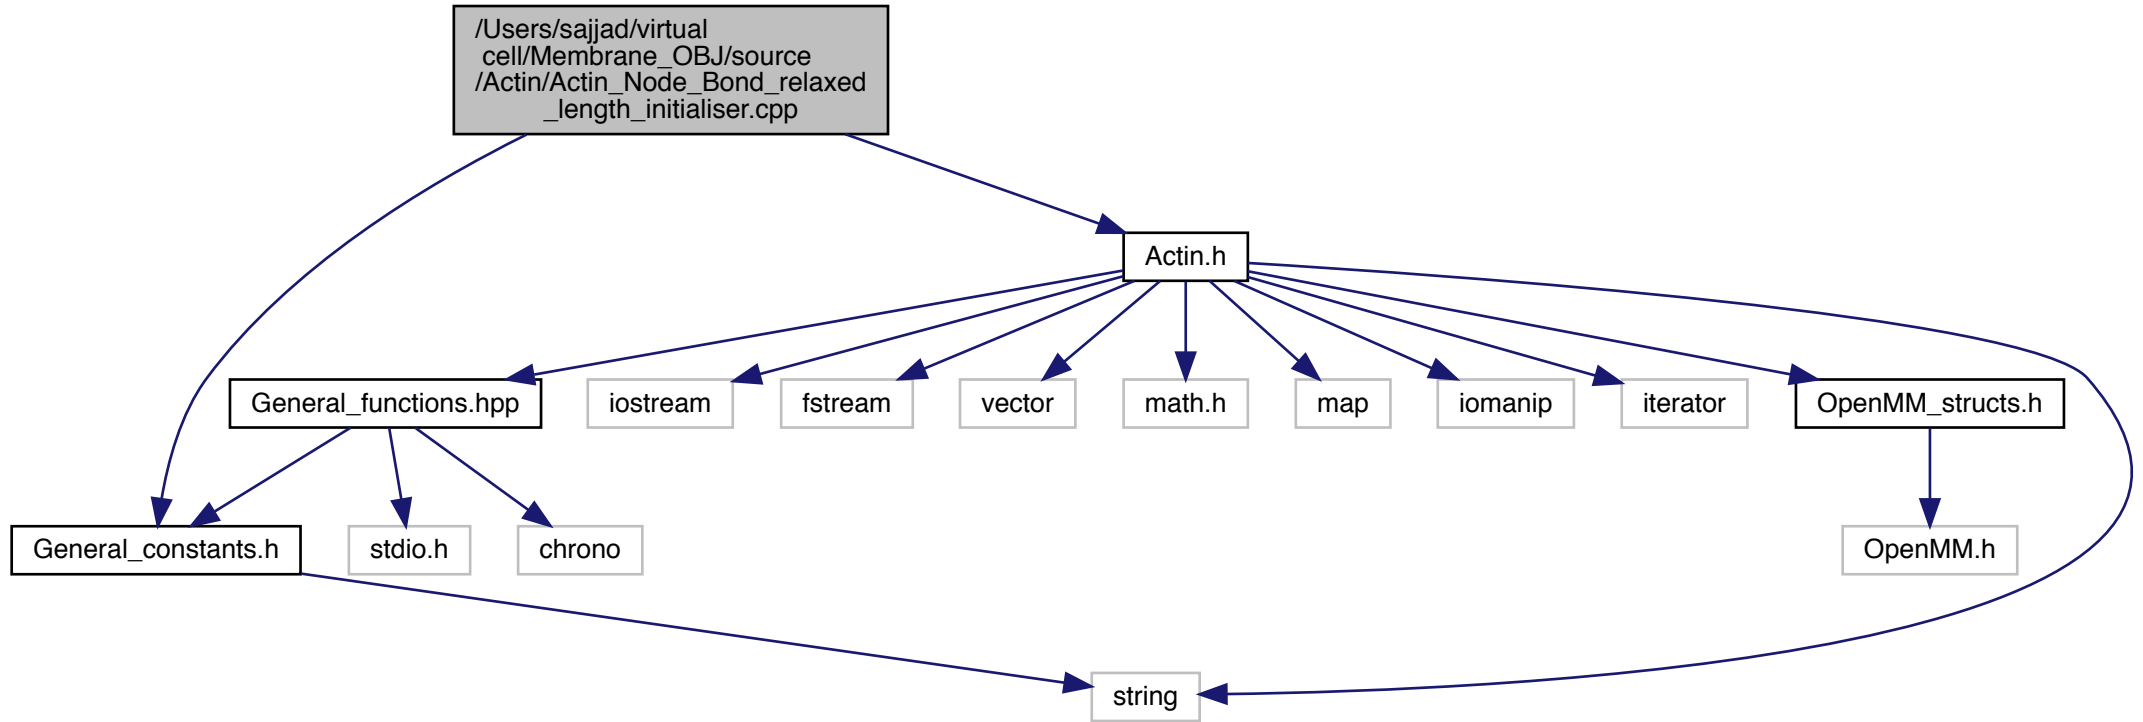 /Users/sajjad/virtual
cell/Membrane_OBJ/source
/Actin/Actin_Node_Bond_relaxed
_length_initialiser.cpp
Actin.h
General_functions.hpp
iostream
fstream
vector
math.h
map
iomanip
iterator
OpenMM_structs.h
General_constants.h
stdio.h
chrono
OpenMM.h
string